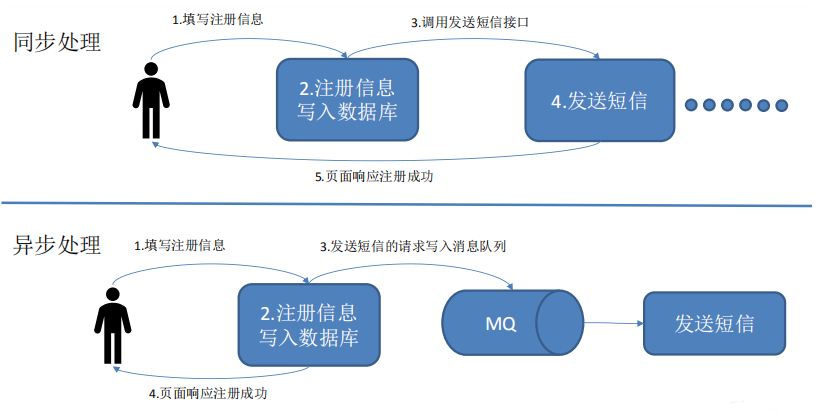 同步处理
1.填写注册信息
3.调用发送短信接口
2.注册信息
写入数据库
4.发送短信
5.页面响应注册成功
异步处理
1.填写注册信息
3.发送短信的请求写入消息队列
2.注册信息
写入数据库
MQ
发送短信
4.页面响应注册成功